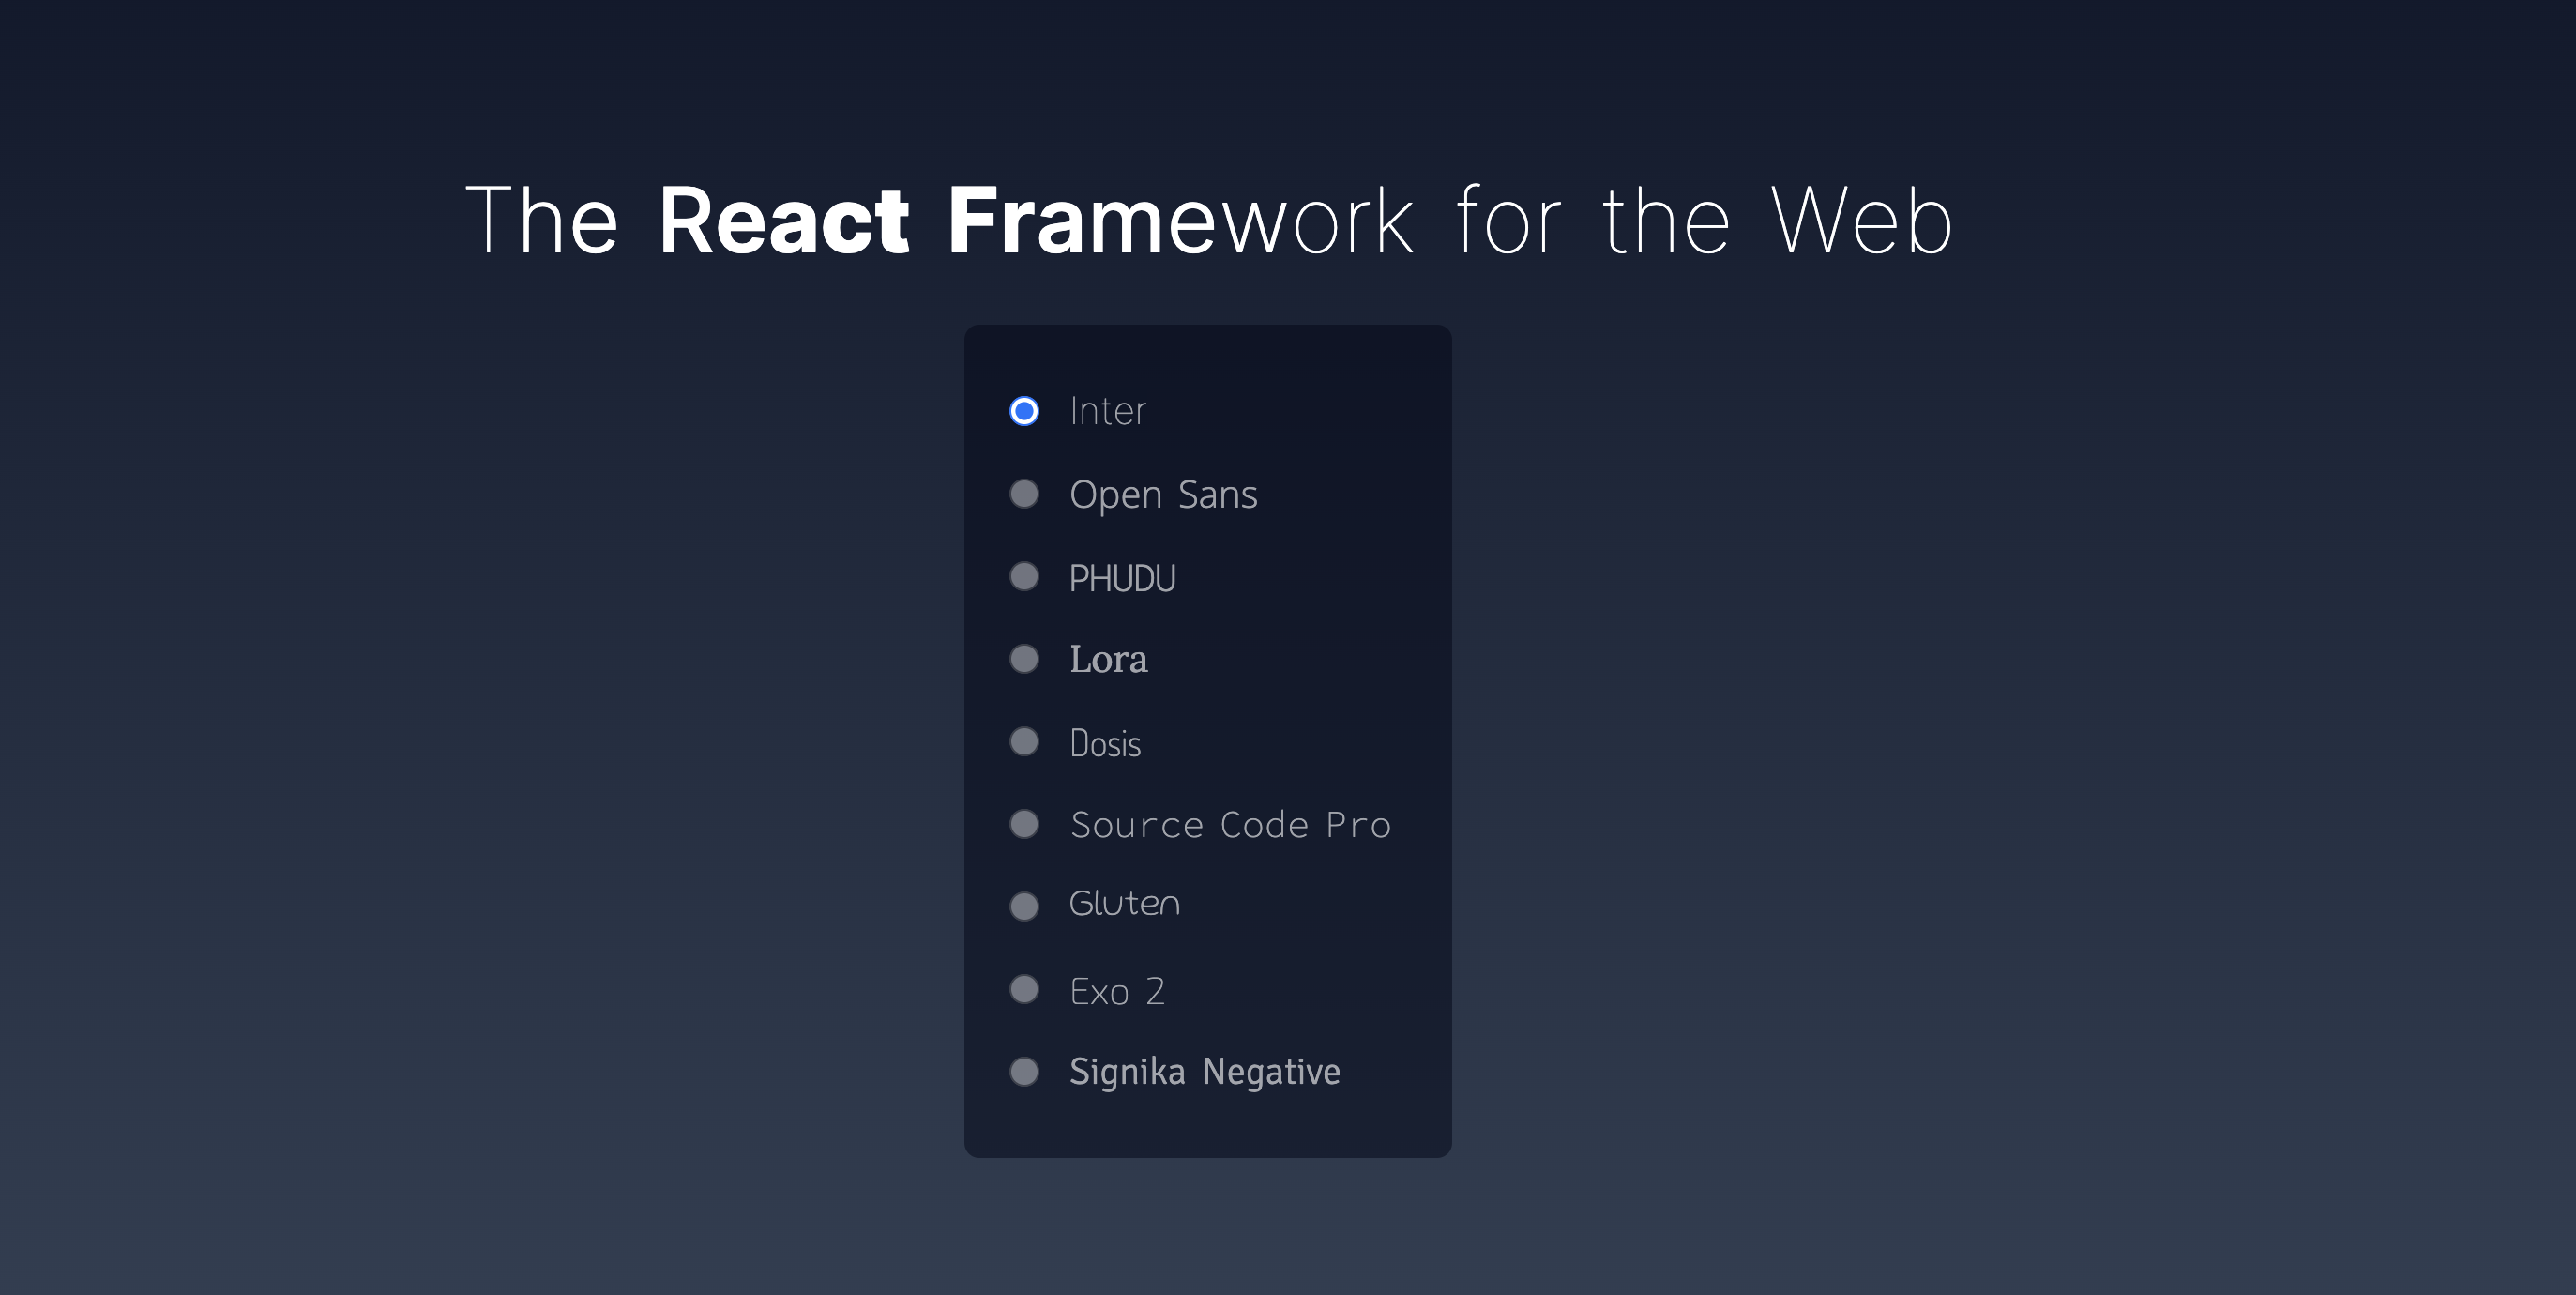 The React Framework for the Web
Inter
Open Sans
PHUDU
Lora
Dosis
Source Code Pro
Gluten
Exo 2
Signika Negative